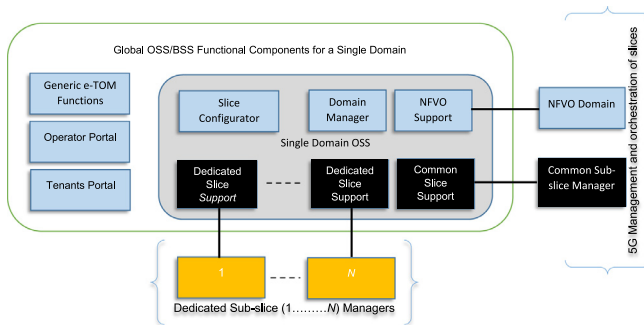 Global OSS/BSS Functional Components for a Single Domain
Generic e-TOM
Functions
Operator Portal
Tenants Portal
Slice
Configurator
Domain
Manager
NFVO
Support
Single Domain OSS
Dedicated
Slice
Support
Dedicated
Slice
Support
Common
Slice
Support
NFVO Domain
Common Sub-
slice Manager
5G Management and orchestration of slices
1
N
Dedicated Sub-slice (1.........N) Managers